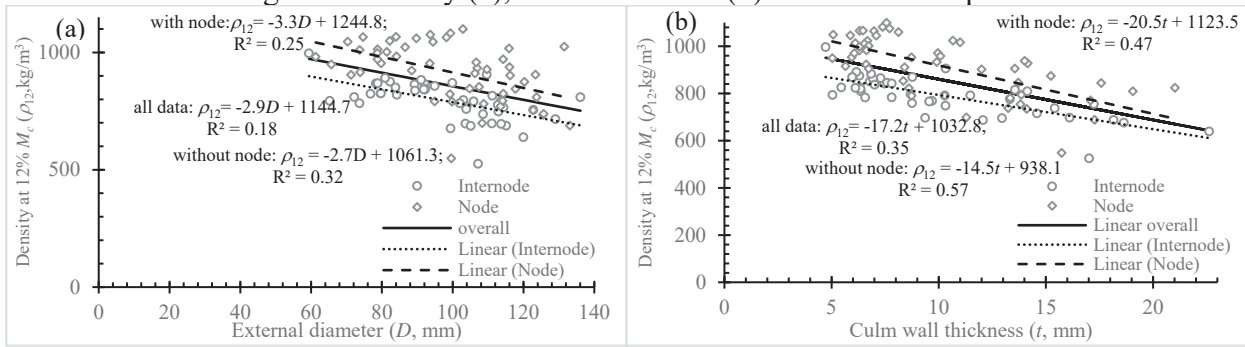 (a)
with node:ρ12 = -3.3D + 1244.8;
R² = 0.25
all data: ρ12 = -2.9D + 1144.7
R² = 0.18
without node: ρ12 = -2.7D + 1061.3;
R² = 0.32
Internode
Node
overall
Linear (Internode)
Linear (Node)
Density at 12% Mc (ρ12,kg/m³)
1000
500
0
0 20 40 60 80 100 120 140
External diameter (D, mm)
(b)
with node: ρ12 = -20.5t + 1123.5
R² = 0.47
all data: ρ12 = -17.2t + 1032.8;
R² = 0.35
without node: ρ12 = -14.5t + 938.1
R² = 0.57
Internode
Node
Linear overall
Linear (Internode)
Linear (Node)
Density at 12% Mc (ρ12,kg/m³)
1000
800
600
400
200
0
0 5 10 15 20
Culm wall thickness (t, mm)